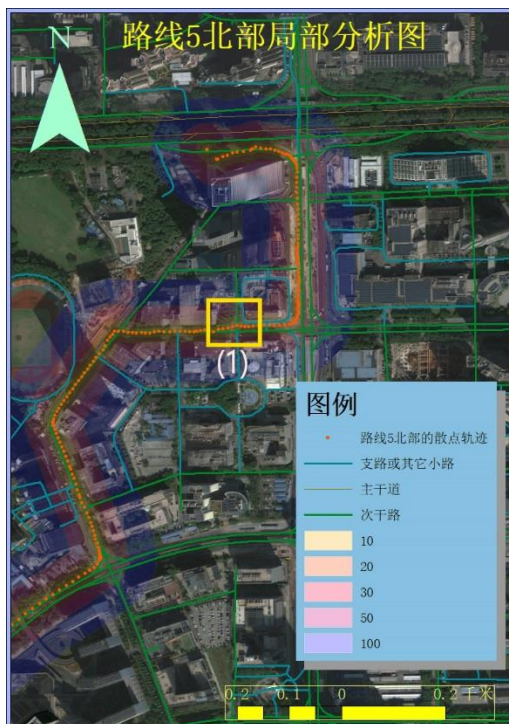 路线5北部局部分析图
N
(1)
图例
路线5北部的散点轨迹
支路或其它小路
主干道
次干路
10
20
30
50
100
0.2 0.1 0 0.2千米